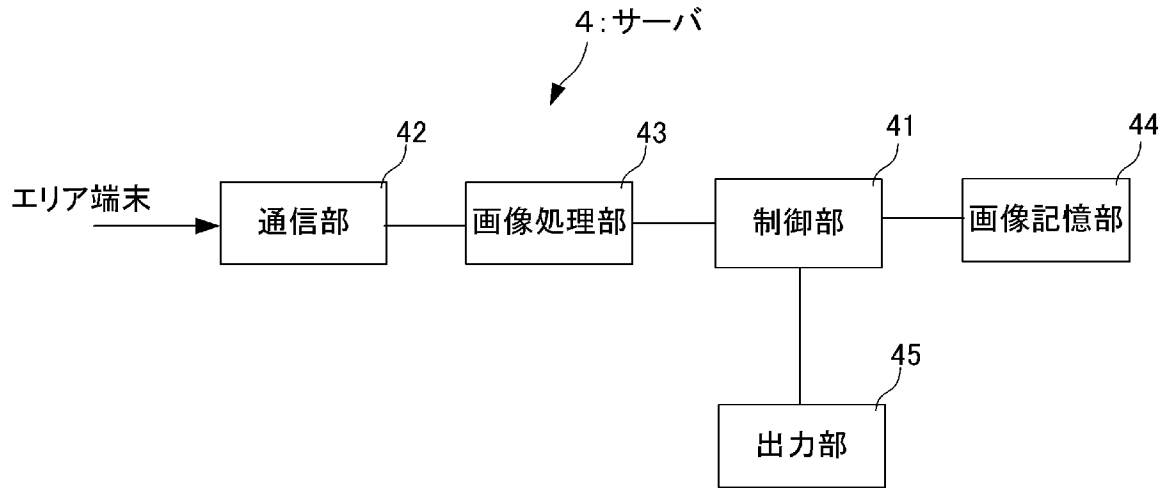 4:サーバ
42
43
41
44
エリア端末
通信部
画像処理部
制御部
画像記憶部
45
出力部